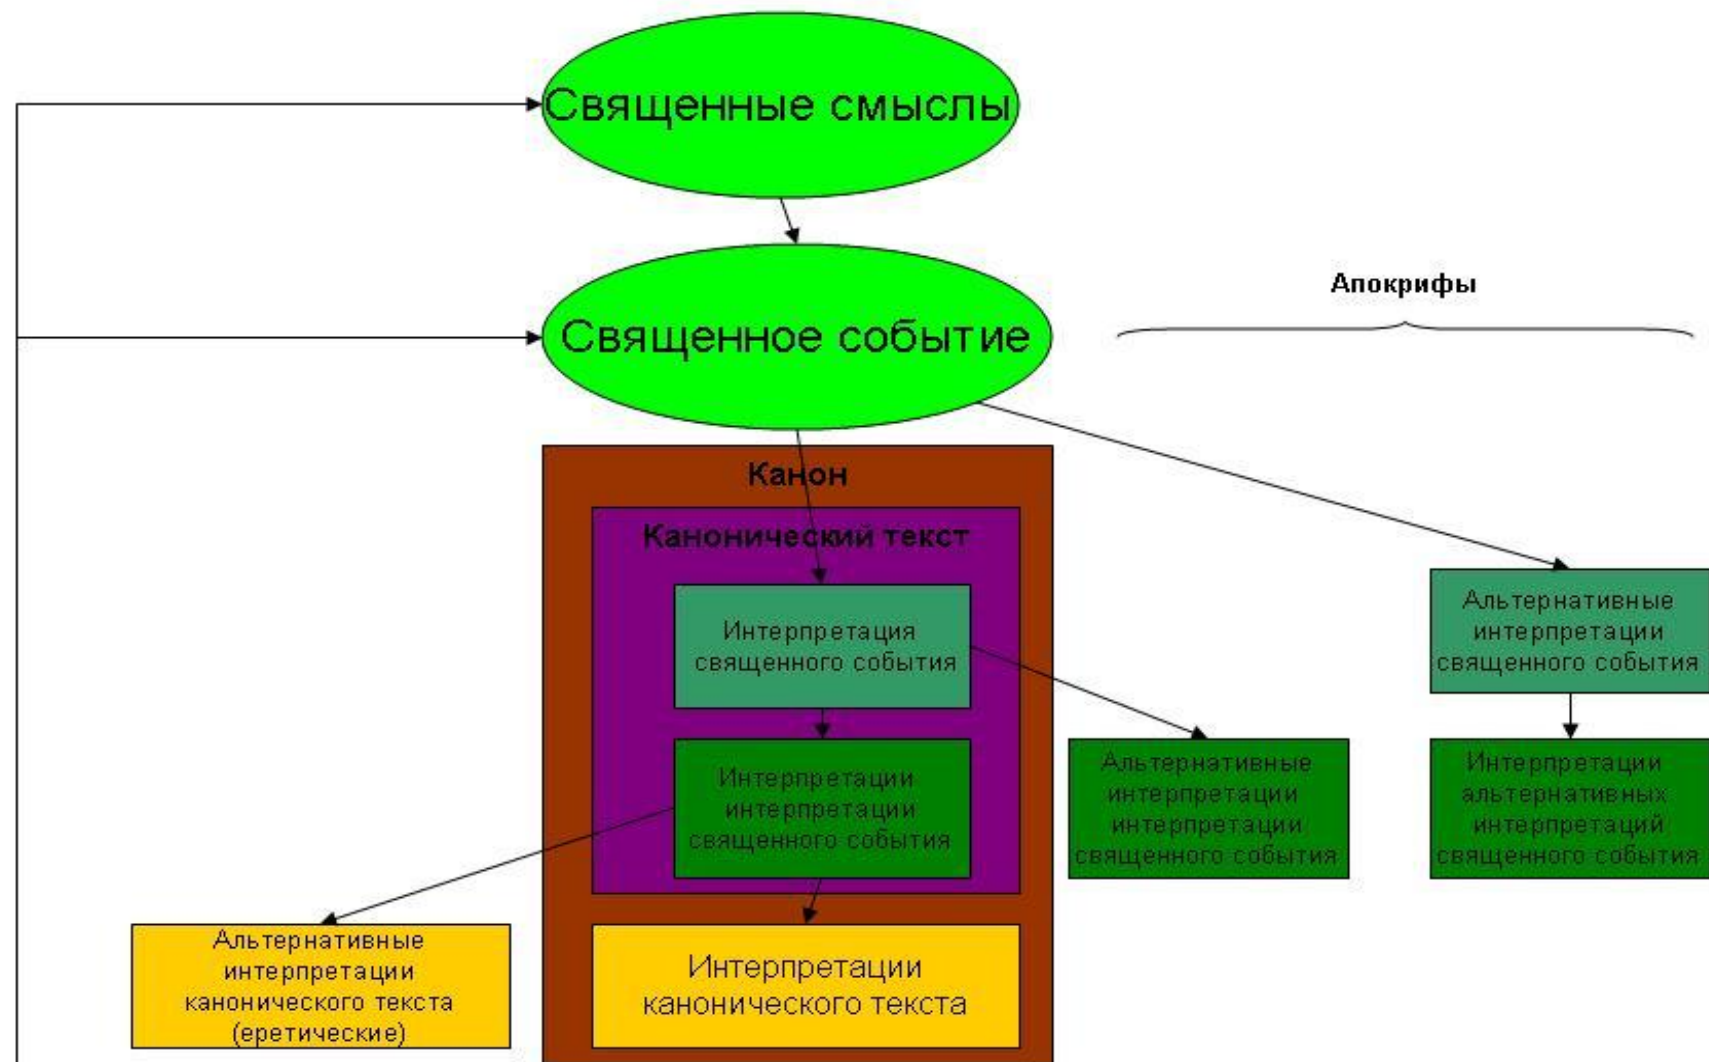 Священные смыслы
Священное событие
Апокрифы
Канон
Канонический текст
Интерпретация
священного события
Альтернативные
интерпретации
священного события
Интерпретации
интерпретации
священного события
Альтернативные
интерпретации
интерпретации
священного события
Интерпретации
альтернативных
интерпретаций
священного события
Альтернативные
интерпретации
канонического текста
(еретические)
Интерпретации
канонического текста